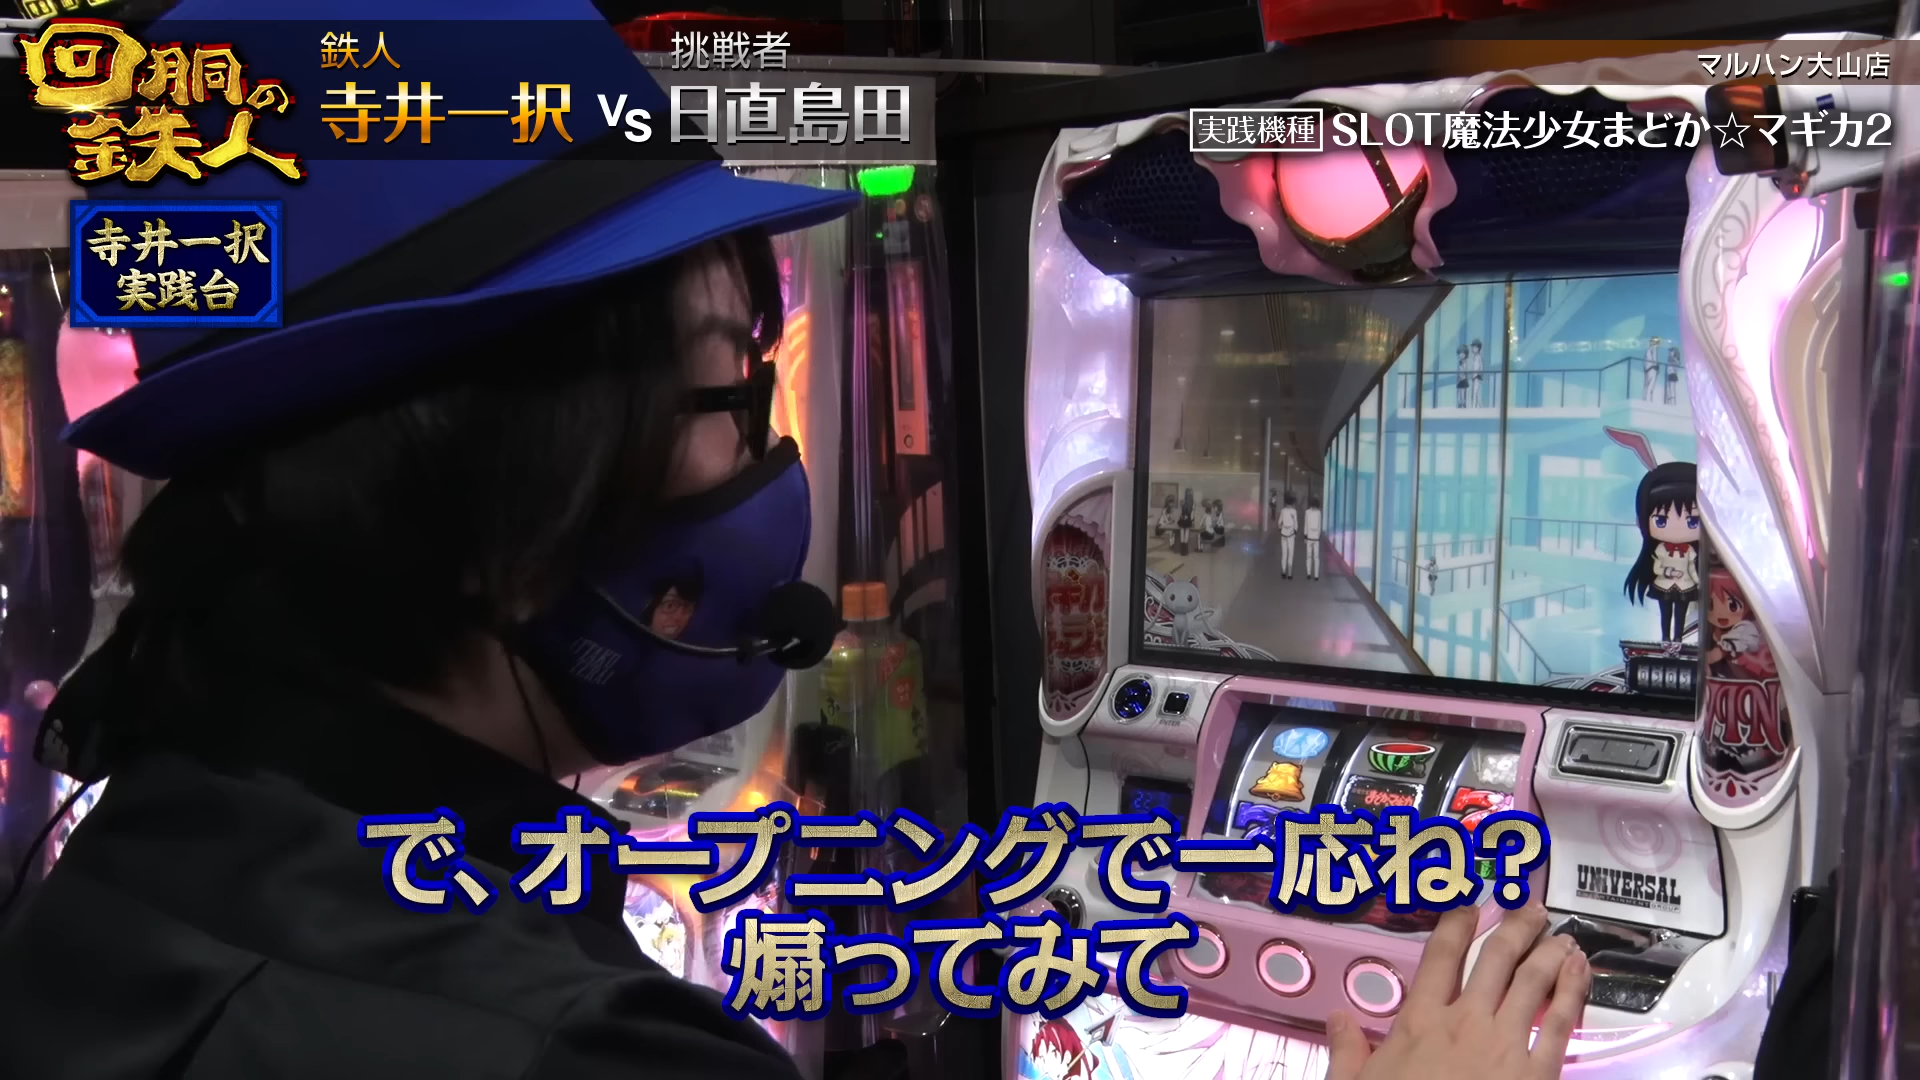 回胴の
鉄人
鉄人
寺井一択
VS
挑戦者
日直島田
マルハン大山店
実践機種
SLOT魔法少女まどか☆マギカ2
寺井一択
実践台
ENTER
UNIVERSAL
ENTERTAINMENT GROUP
で、オープニングで一応ね?
煽ってみて